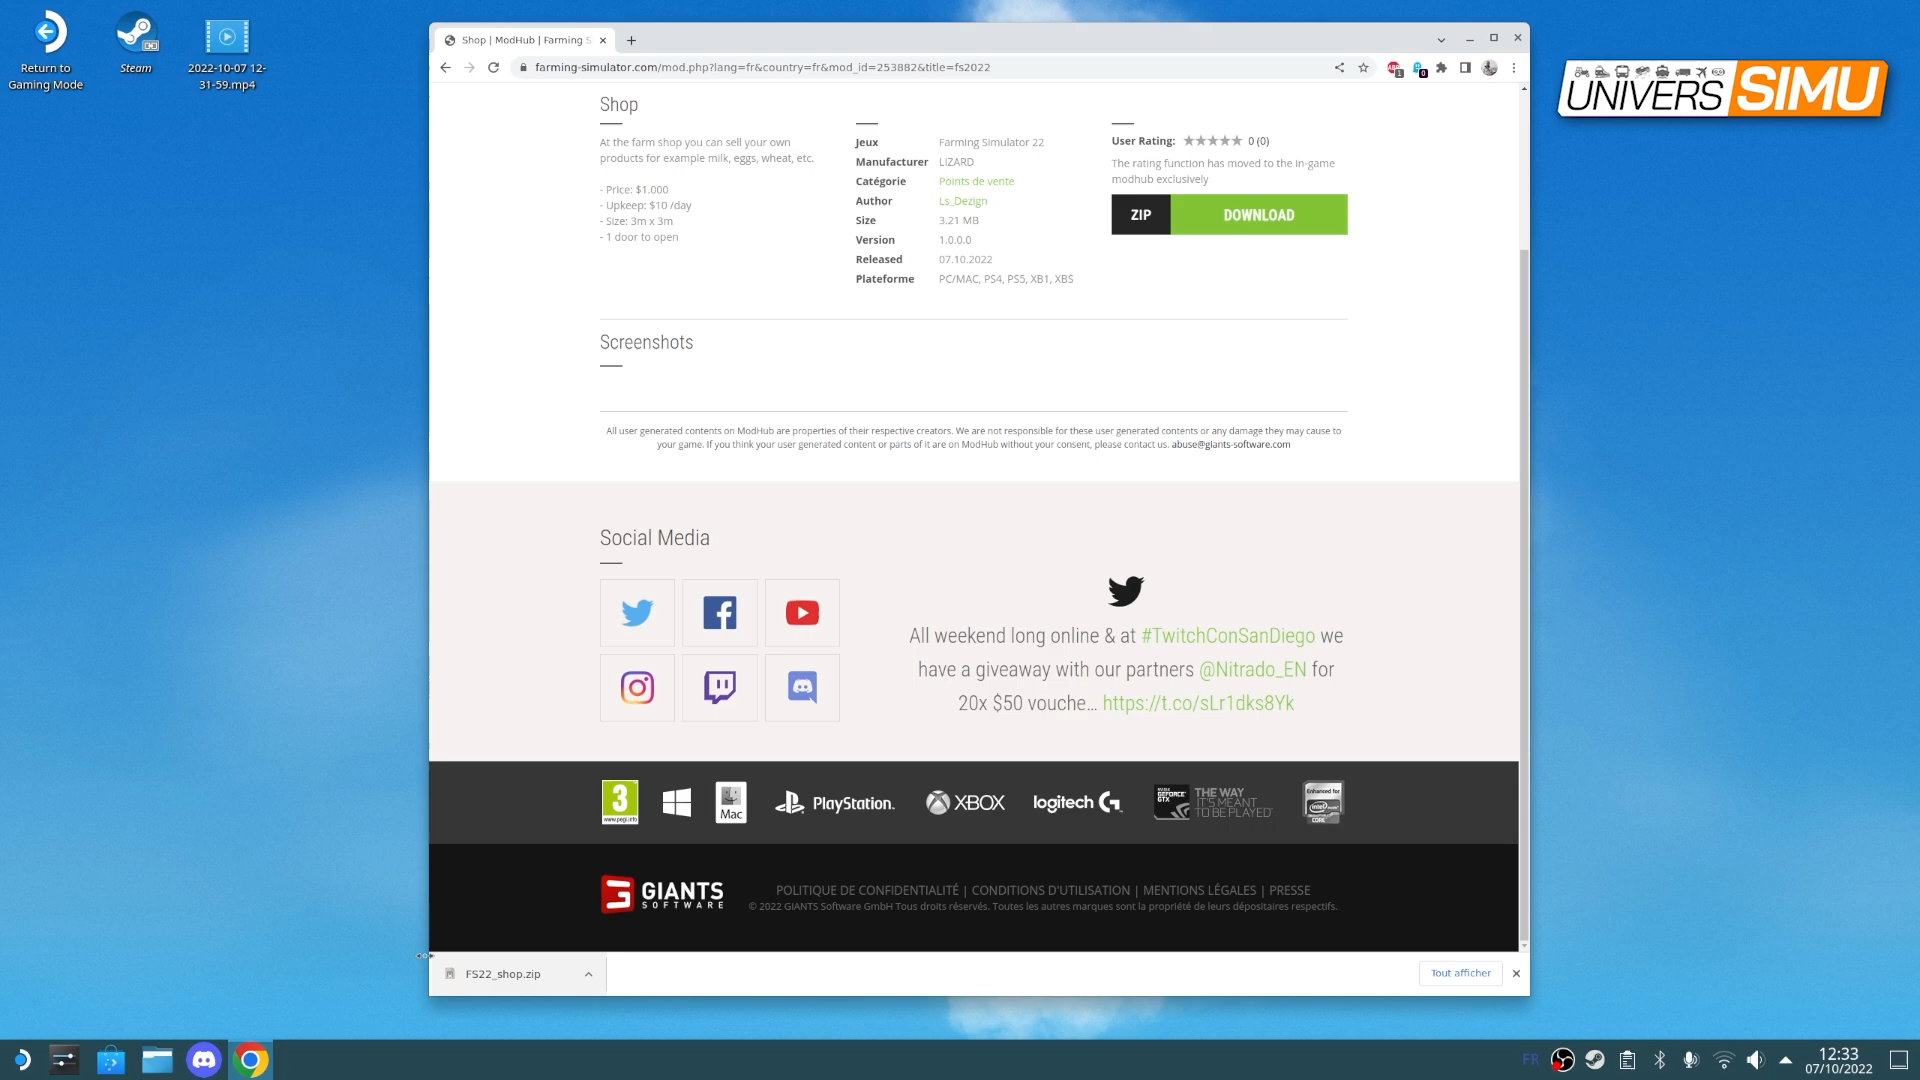 Return to
Gaming Mode
Steam
2022-10-07 12-
31-59.mp4
Shop | ModHub | Farming S
farming-simulator.com/mod.php?lang=fr&country=fr&mod_id=253882&title=fs2022
UNIVERS SIMU
Shop
At the farm shop you can sell your own
products for example milk, eggs, wheat, etc.
- Price: $1.000
- Upkeep: $10 /day
- Size: 3m x 3m
- 1 door to open
Jeux Farming Simulator 22
Manufacturer LIZARD
Catégorie Points de vente
Author Ls_Dezign
Size 3.21 MB
Version 1.0.0.0
Released 07.10.2022
Plateforme PC/MAC, PS4, PS5, XB1, XBS
User Rating: 0 (0)
The rating function has moved to the in-game
modhub exclusively
ZIP DOWNLOAD
Screenshots
All user generated contents on ModHub are properties of their respective creators. We are not responsible for these user generated contents or any damage they may cause to
your game. If you think your user generated content or parts of it are on ModHub without your consent, please contact us. abuse@giants-software.com
Social Media
All weekend long online & at #TwitchConSanDiego we
have a giveaway with our partners @Nitrado_EN for
20x $50 vouche... https://t.co/sLr1dks8Yk
3
www.pegi.info
Mac
PlayStation.
XBOX
logitech G
GEFORCE
GTX
THE WAY
IT'S MEANT
TO BE PLAYED
Enhanced for
intel
CORE
GIANTS
SOFTWARE
POLITIQUE DE CONFIDENTIALITÉ | CONDITIONS D'UTILISATION | MENTIONS LÉGALES | PRESSE
© 2022 GIANTS Software GmbH Tous droits réservés. Toutes les autres marques sont la propriété de leurs dépositaires respectifs.
FS22_shop.zip
Tout afficher
FR
12:33
07/10/2022